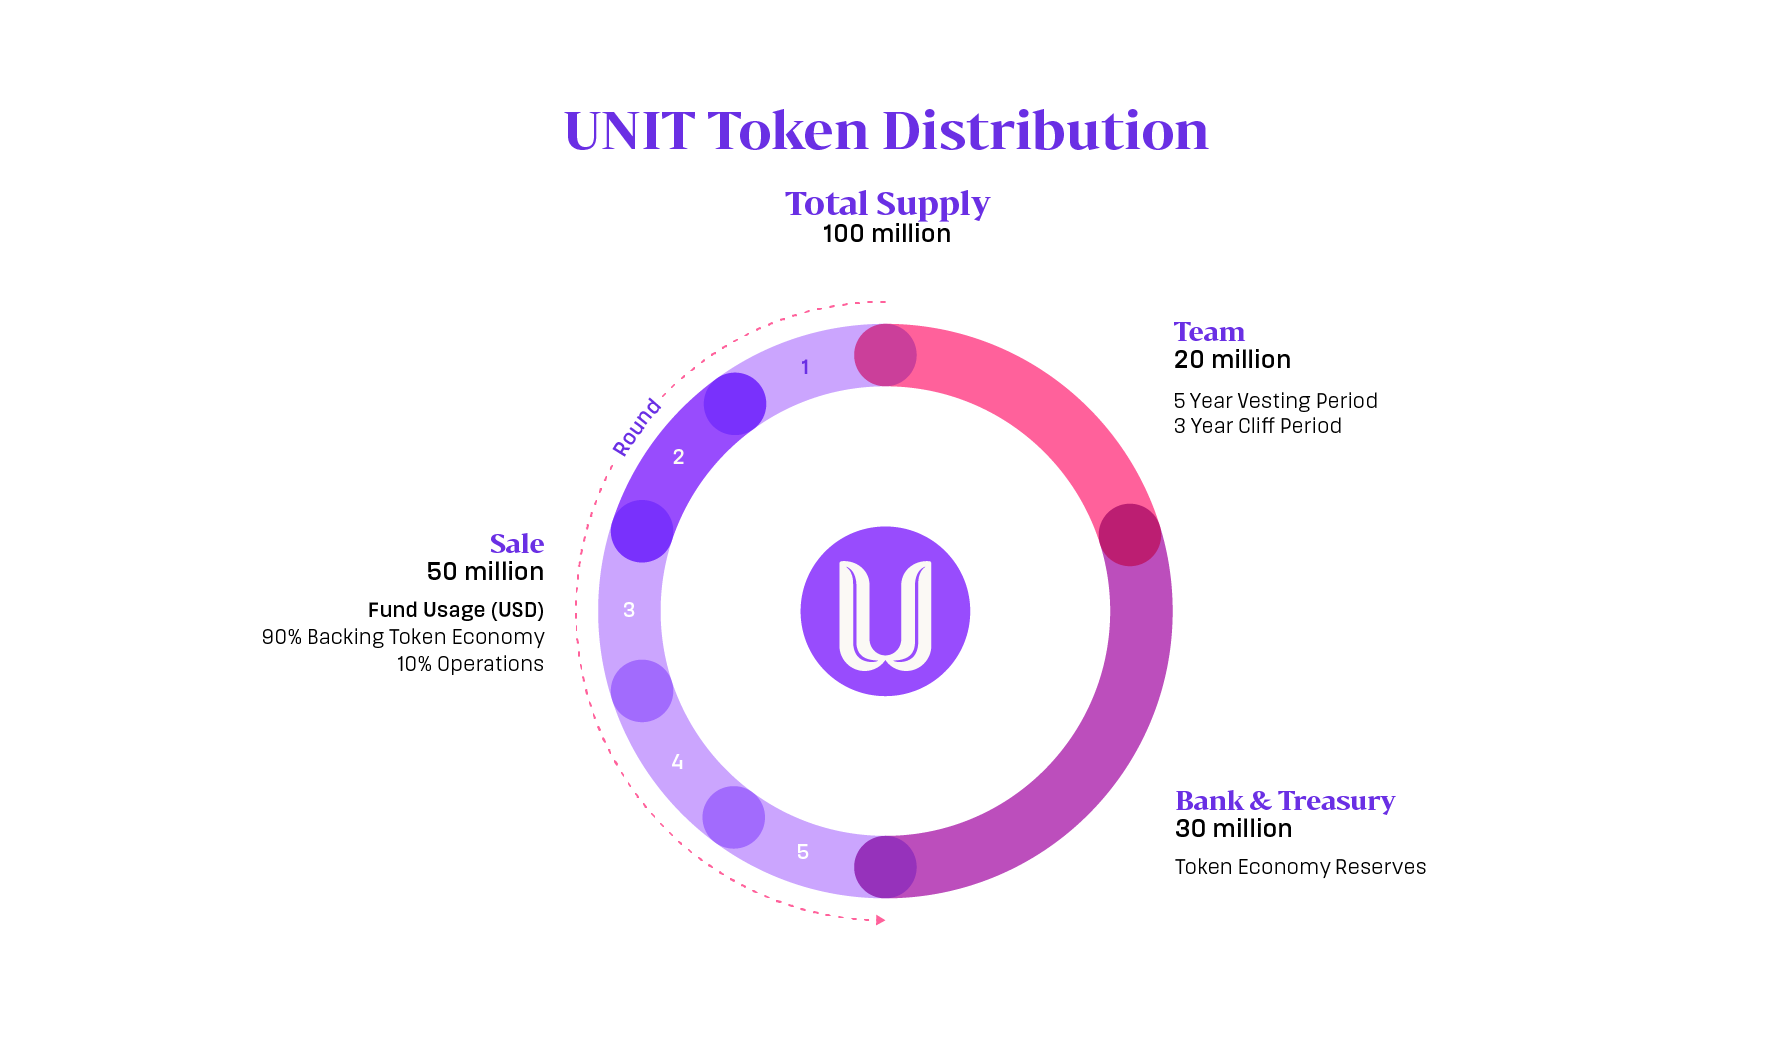 UNIT Token Distribution
Total Supply
100 million
Team
20 million
5 Year Vesting Period
3 Year Cliff Period
1
Round
2
Sale
50 million
Fund Usage (USD)
90% Backing Token Economy
10% Operations
3
4
5
Bank & Treasury
30 million
Token Economy Reserves